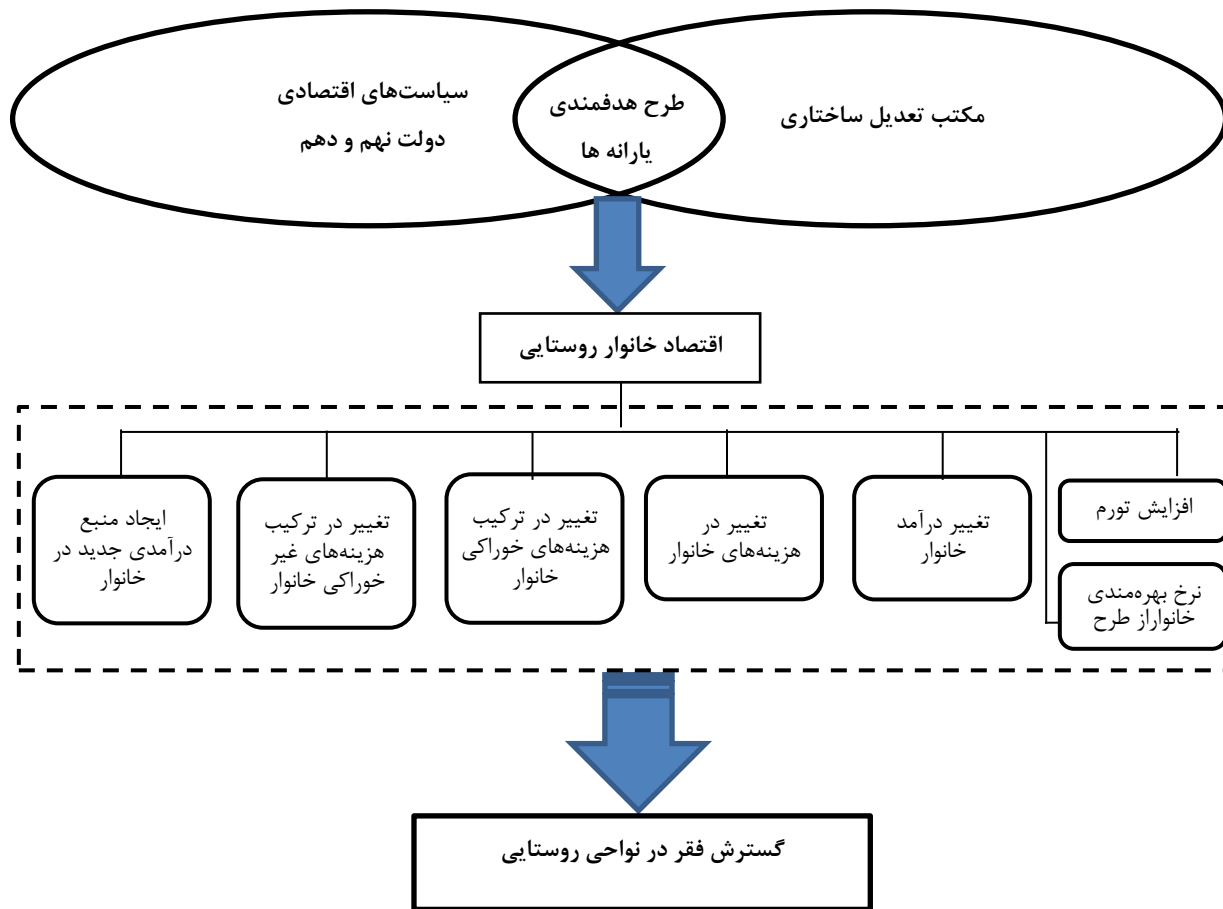 مکتب تعدیل ساختاری
طرح هدفمندی
یارانه ها
سیاست‌های اقتصادی
دولت نهم و دهم
اقتصاد خانوار روستایی
افزایش تورم
نرخ بهره‌مندی
خانواراز طرح
تغییر درآمد
خانوار
تغییر در
هزینه‌های خانوار
تغییر در ترکیب
هزینه‌های خوراکی
خانوار
تغییر در ترکیب
هزینه‌های غیر
خوراکی خانوار
ایجاد منبع
درآمدی جدید در
خانوار
گسترش فقر در نواحی روستایی